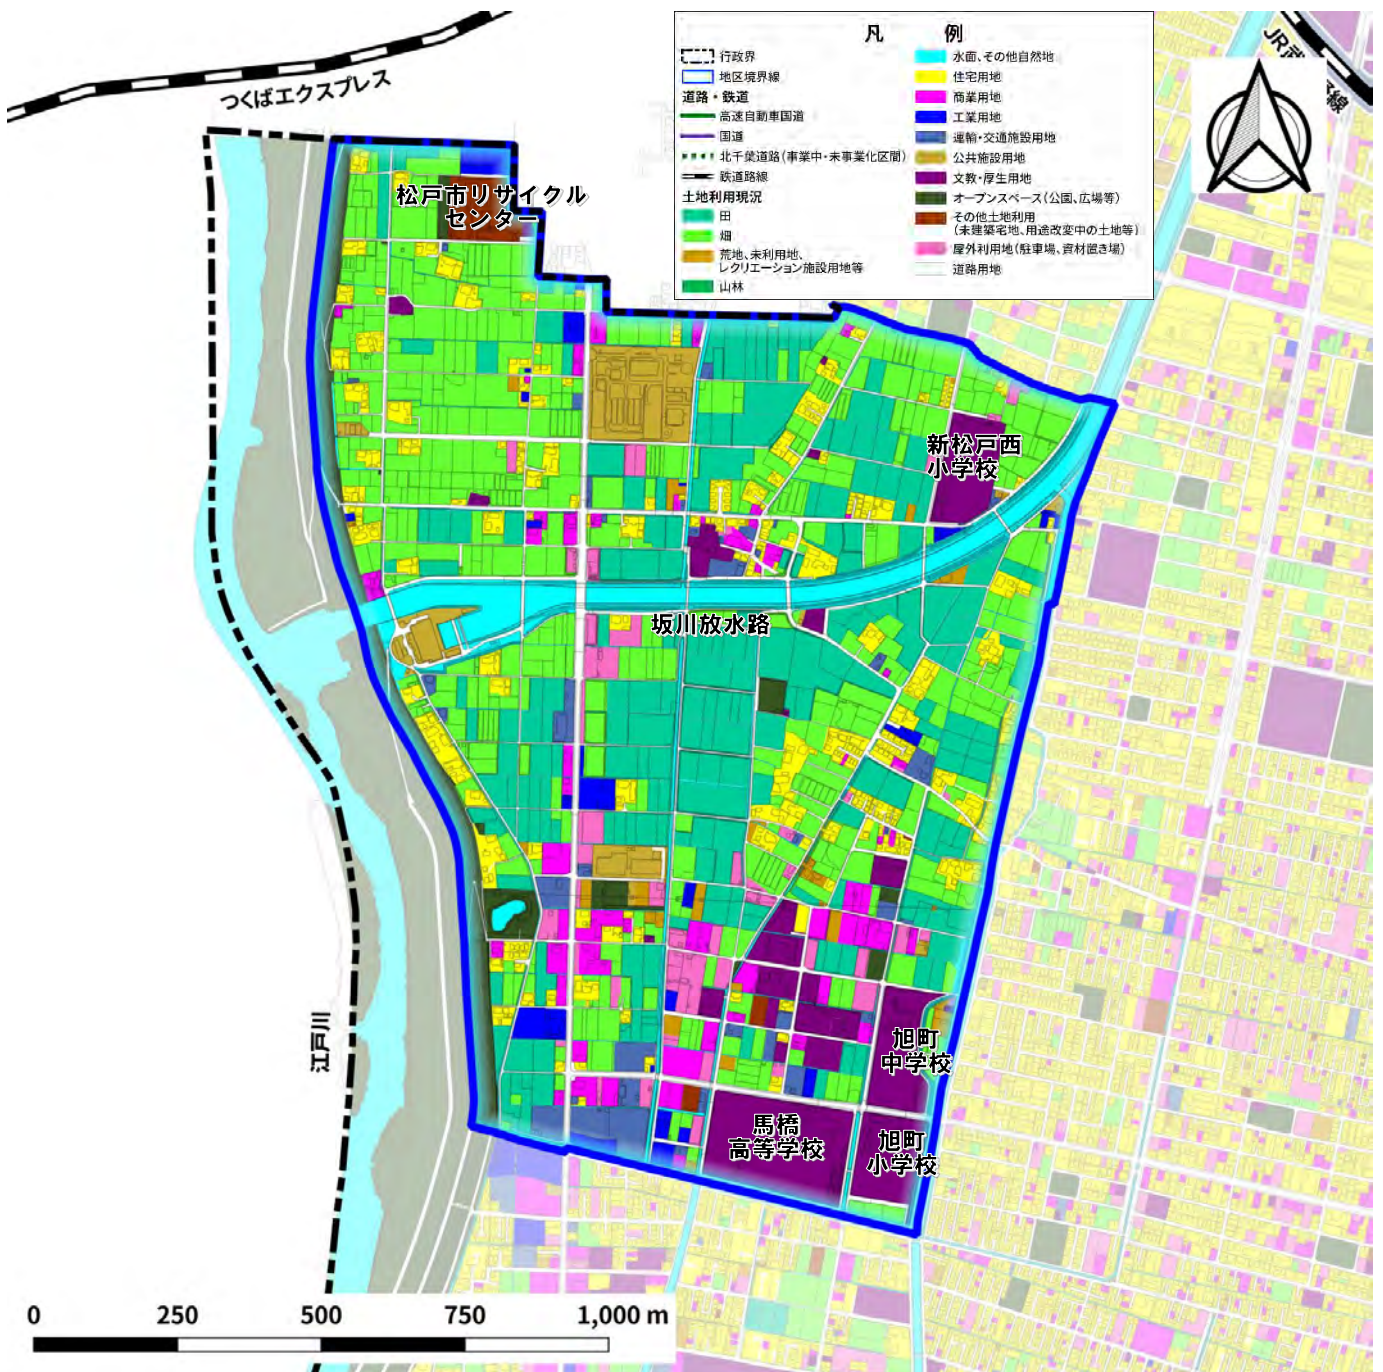 つくばエクスプレス
凡 例
行政界
地区境界線
道路・鉄道
高速自動車国道
国道
北千葉道路(事業中・未事業化区間)
鉄道路線
土地利用現況
田
畑
荒地、未利用地、
レクリエーション施設用地等
山林
水面、その他自然地
住宅用地
商業用地
工業用地
運輸・交通施設用地
公共施設用地
文教・厚生用地
オープンスペース(公園、広場等)
その他土地利用
(未建築宅地、用途改変中の土地等)
屋外利用地(駐車場、資材置き場)
道路用地
松戸市リサイクル
センター
新松戸西
小学校
坂川放水路
江戸川
旭町
中学校
馬橋
高等学校
旭町
小学校
0 250 500 750 1,000 m